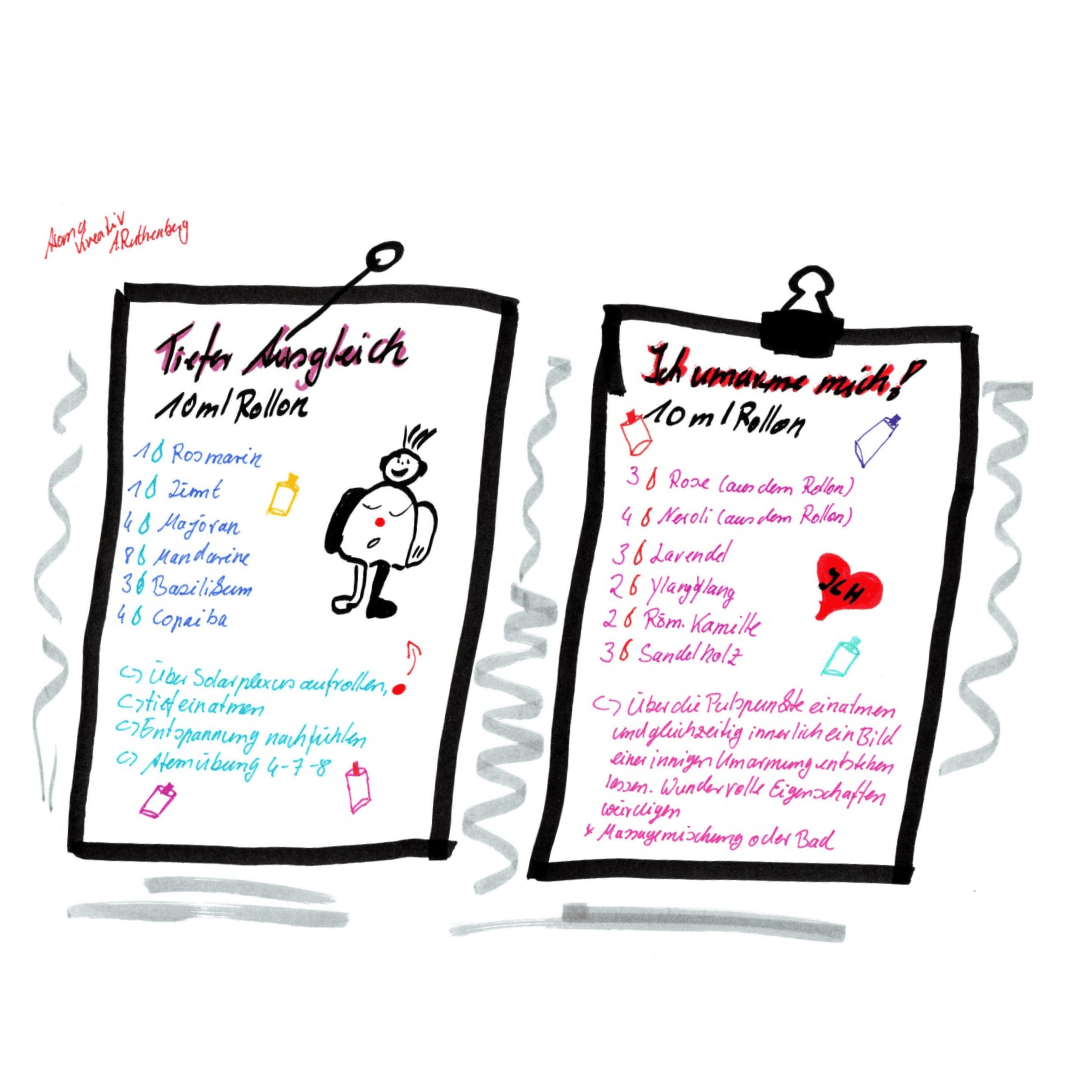 Aroma
kreativ
A.Ruthenberg
Tiefer Ausgleich
10ml Rollon
1 Rosmarin
1 Zimt
4 Majoran
8 Mandarine
3 Basilikum
4 Copaiba
Über Solarplexus aufrollen,
tief einatmen
Entspannung nachfühlen
Atemübung 4-7-8
Ich umarme mich!
10ml Rollon
3 Rose (aus dem Rollon)
4 Neroli (aus dem Rollon)
3 Lavendel
2 YlangYlang
2 Röm. Kamille
3 Sandelholz
ICH
Über die Pulspunkte einatmen
und gleichzeitig innerlich ein Bild
einer innigen Umarmung entstehen
lassen. Wundervolle Eigenschaften
würdigen
* Massagemischung oder Bad